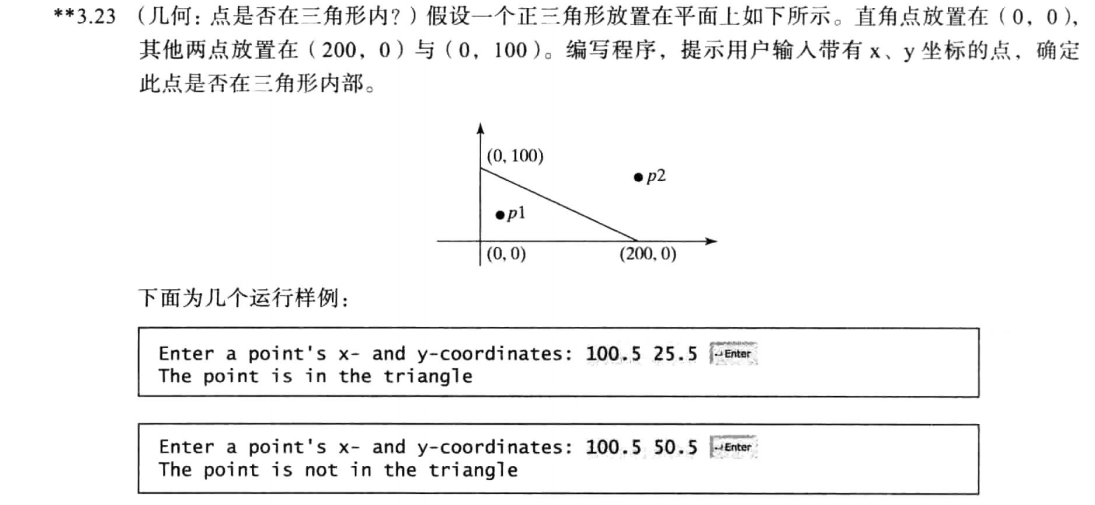 **3.23 （几何：点是否在三角形内？）假设一个正三角形放置在平面上如下所示。直角点放置在（0，0），
其他两点放置在（200，0）与（0，100）。编写程序，提示用户输入带有 x、y 坐标的点，确定
此点是否在三角形内部。
(0, 100)
p2
p1
(0, 0)
(200, 0)
下面为几个运行样例：
Enter a point's x- and y-coordinates: 100.5 25.5 ↵Enter
The point is in the triangle
Enter a point's x- and y-coordinates: 100.5 50.5 ↵Enter
The point is not in the triangle